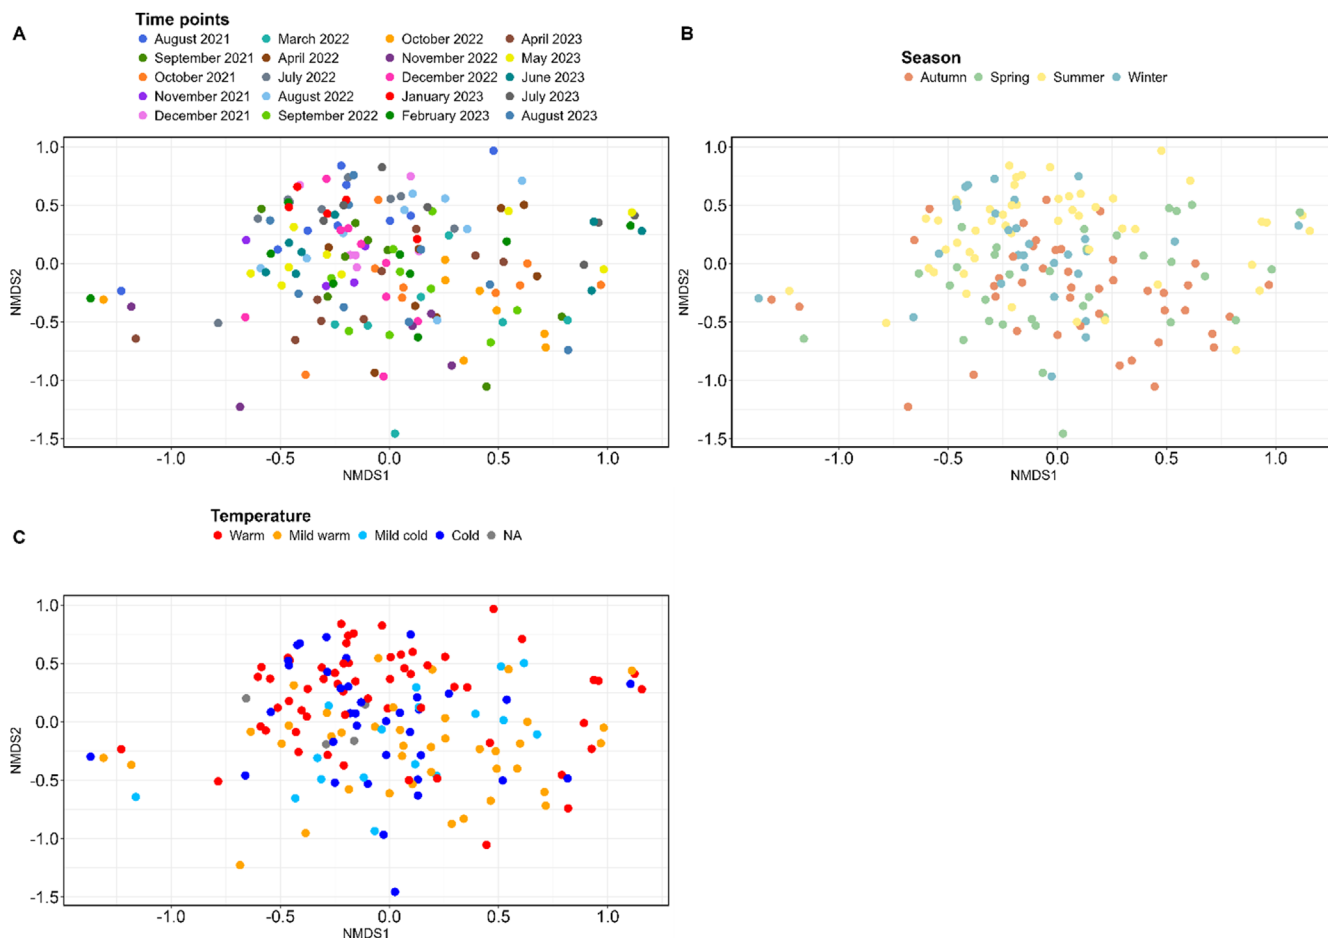 A
Time points
August 2021 March 2022 October 2022 April 2023
September 2021 April 2022 November 2022 May 2023
October 2021 July 2022 December 2022 June 2023
November 2021 August 2022 January 2023 July 2023
December 2021 September 2022 February 2023 August 2023
1.0
0.5
0.0
-0.5
-1.0
-1.5
NMDS2
-1.0 -0.5 0.0 0.5 1.0
NMDS1
B
Season
Autumn Spring Summer Winter
1.0
0.5
0.0
-0.5
-1.0
-1.5
NMDS2
-1.0 -0.5 0.0 0.5 1.0
NMDS1
C
Temperature
Warm Mild warm Mild cold Cold NA
1.0
0.5
0.0
-0.5
-1.0
-1.5
NMDS2
-1.0 -0.5 0.0 0.5 1.0
NMDS1